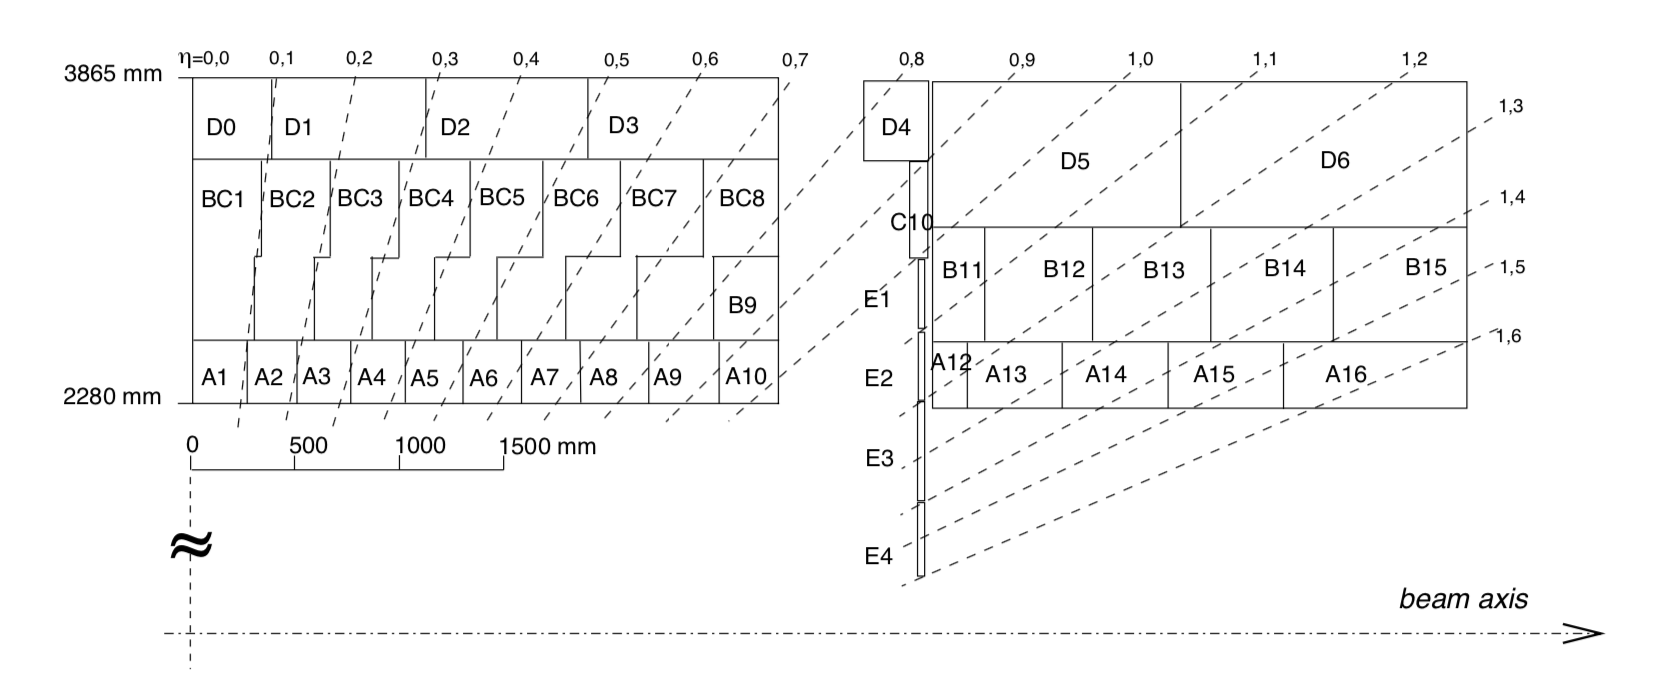 η=0,0 0,1 0,2 0,3 0,4 0,5 0,6 0,7 0,8 0,9 1,0 1,1 1,2
3865 mm
1,3
D0 D1 D2 D3 D4 D5 D6
BC1 BC2 BC3 BC4 BC5 BC6 BC7 BC8
1,4
C10
B11 B12 B13 B14 B15 1,5
B9 E1
1,6
A1 A2 A3 A4 A5 A6 A7 A8 A9 A10 E2 A12 A13 A14 A15 A16
2280 mm
0 500 1000 1500 mm
E3
E4
beam axis